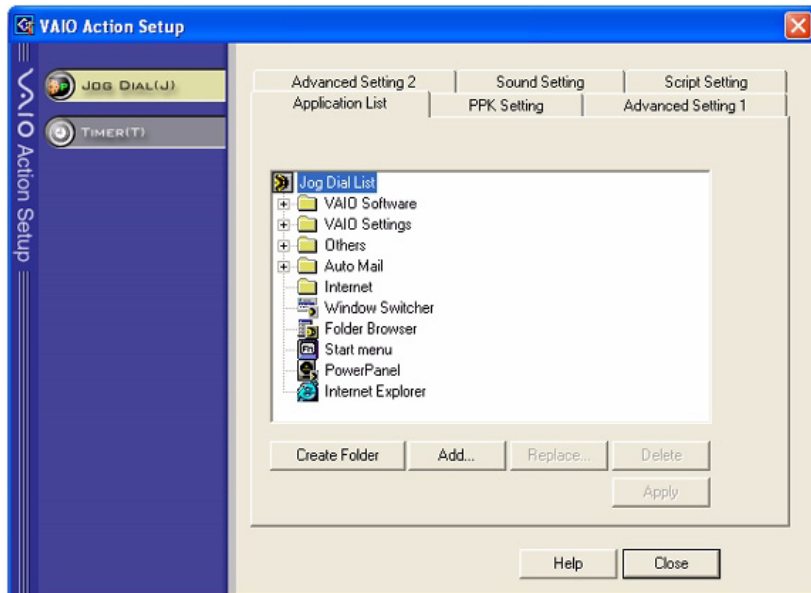 VAIO Action Setup
VAIO Action Setup
JOG DIAL(J)
TIMER(T)
Advanced Setting 2
Sound Setting
Script Setting
Application List
PPK Setting
Advanced Setting 1
Jog Dial List
VAIO Software
VAIO Settings
Others
Auto Mail
Internet
Window Switcher
Folder Browser
Start menu
PowerPanel
Internet Explorer
Create Folder
Add...
Replace...
Delete
Apply
Help
Close